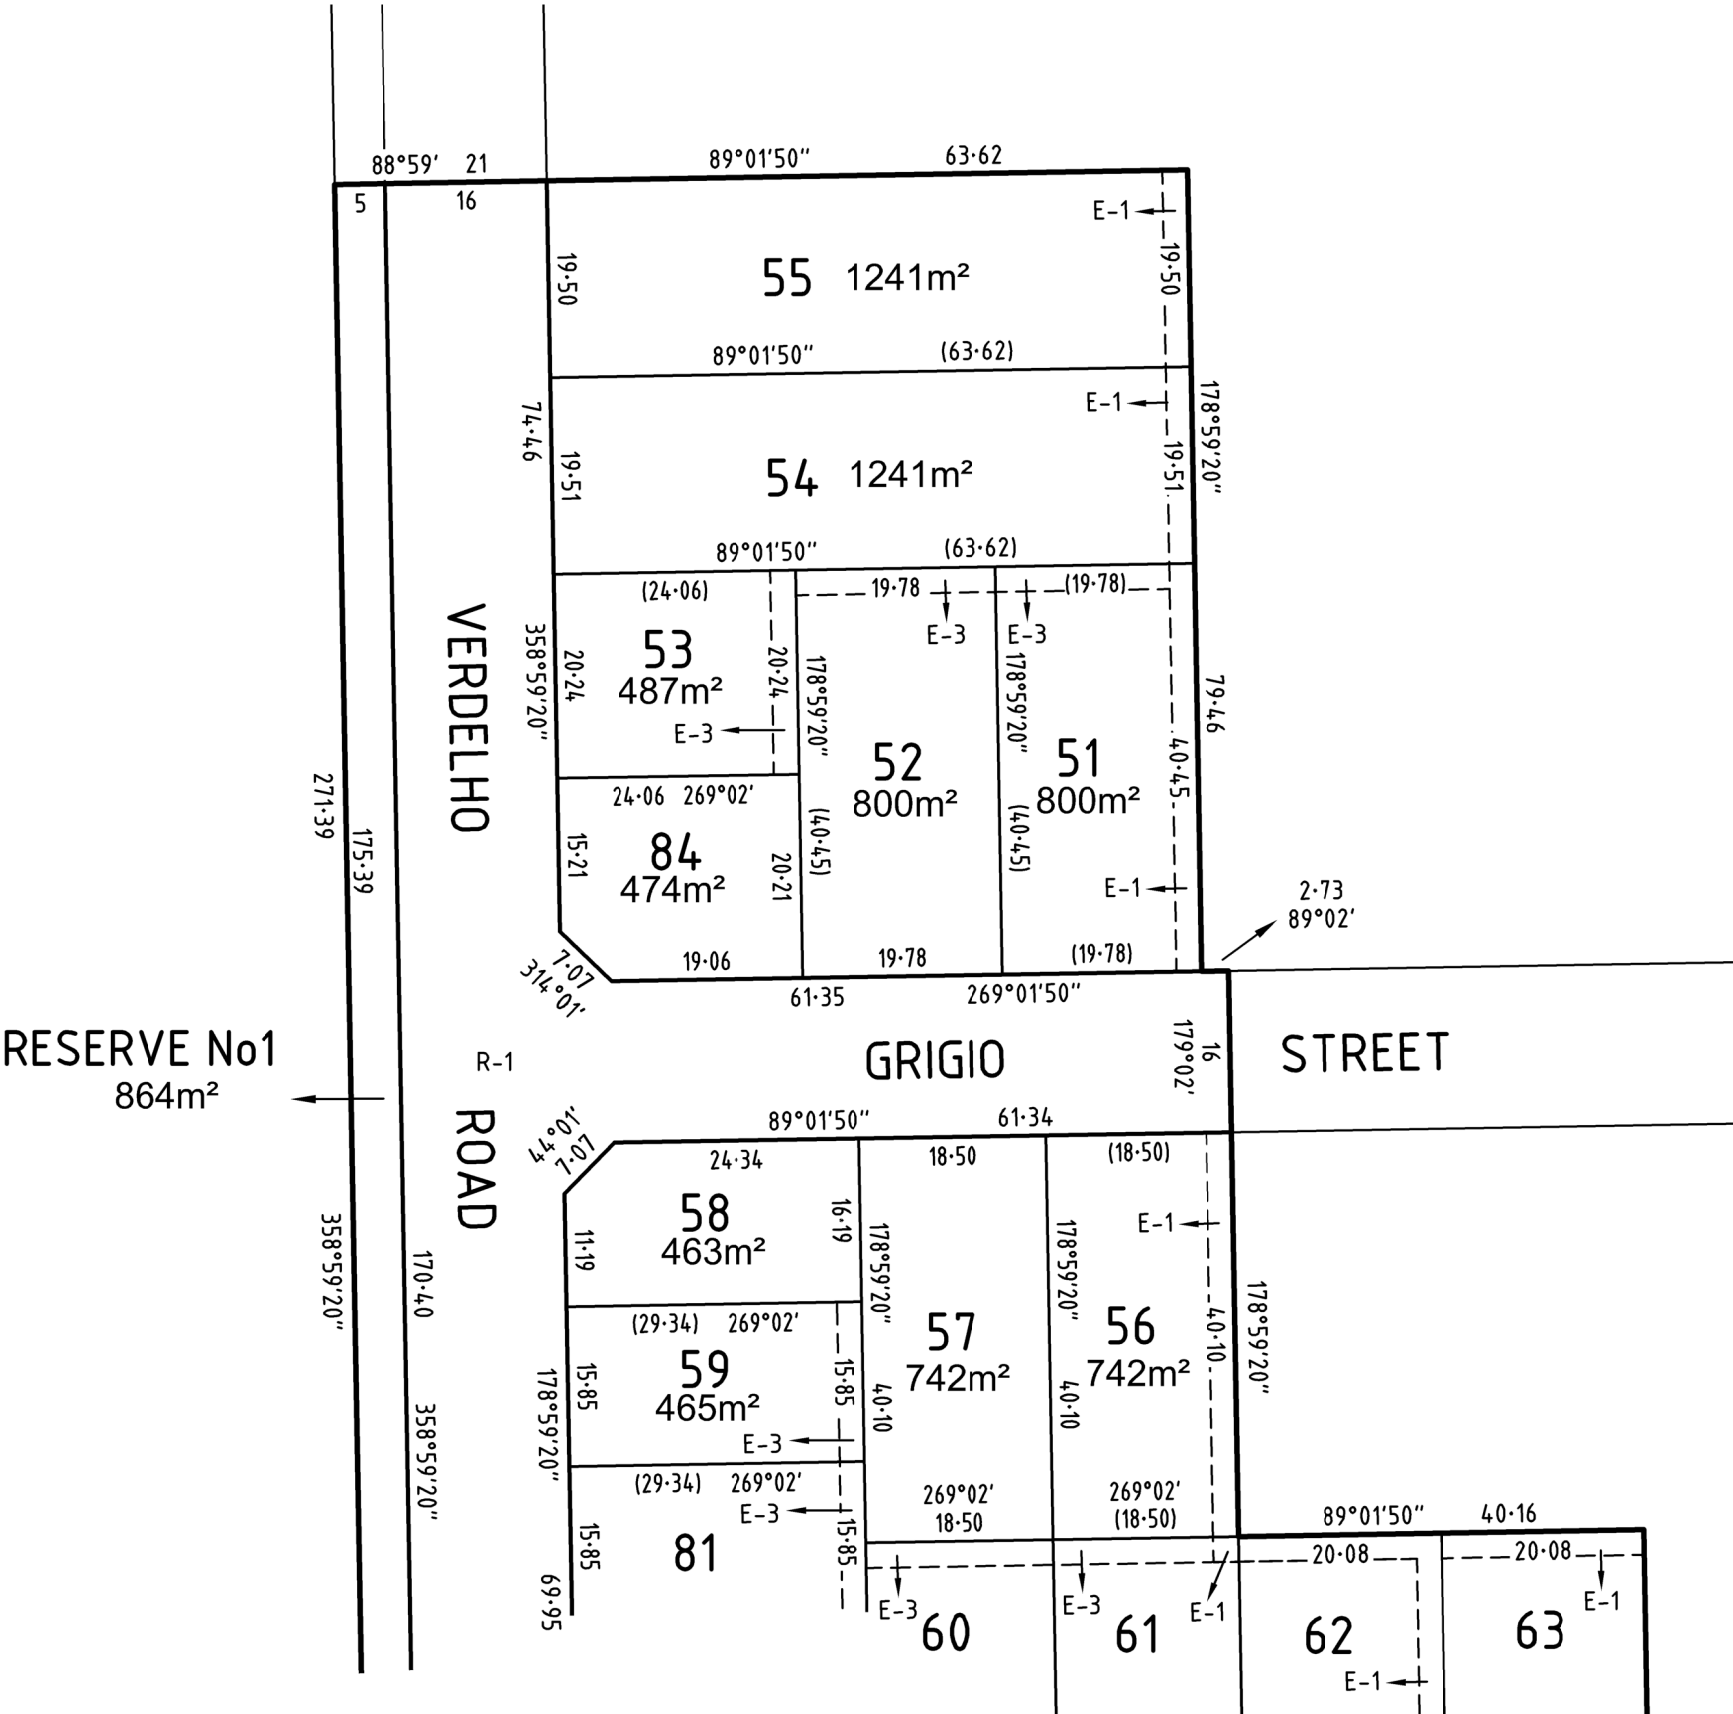 88°59' 21
89°01'50" 63·62
5
16
E-1
19·50
55 1241m²
19·50
89°01'50" (63·62)
E-1
74·46
19·51
54 1241m²
19·51
178°59'20"
89°01'50" (63·62)
(24·06)
19·78
(19·78)
E-3
E-3
VERDELHO
358°59'20"
20·24
53
487m²
20·24
178°59'20"
178°59'20"
79·46
E-3
52
800m²
51
800m²
40·45
24·06 269°02'
271·39
175·39
15·21
84
474m²
20·21
(40·45)
(40·45)
E-1
2·73
89°02'
7·07
314°01'
19·06
19·78
(19·78)
61·35 269°01'50"
RESERVE No1
864m²
R-1
GRIGIO
16
179°02'
STREET
ROAD
44°01'
7·07
89°01'50" 61·34
24·34
18·50
(18·50)
358°59'20"
170·40
11·19
58
463m²
16·19
178°59'20"
178°59'20"
E-1
178°59'20"
(29·34) 269°02'
57
742m²
56
742m²
40·10
178°59'20"
15·85
59
465m²
15·85
40·10
40·10
E-3
358°59'20"
(29·34) 269°02'
E-3
269°02'
18·50
269°02'
(18·50)
89°01'50" 40·16
15·85
81
15·85
20·08
20·08
69·95
E-3
60
E-3
61
E-1
62
63
E-1
E-1